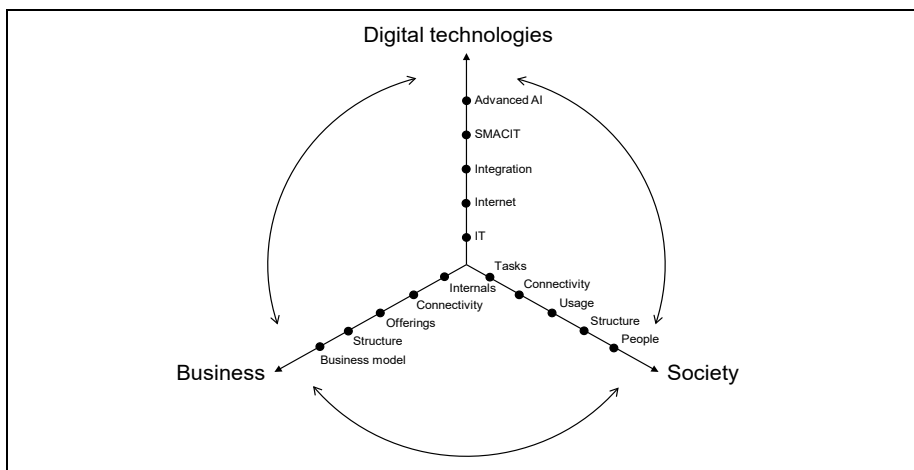 Digital technologies
Advanced AI
SMACIT
Integration
Internet
IT
Tasks
Internals
Connectivity
Connectivity
Offerings
Usage
Structure
Structure
People
Business model
Business
Society